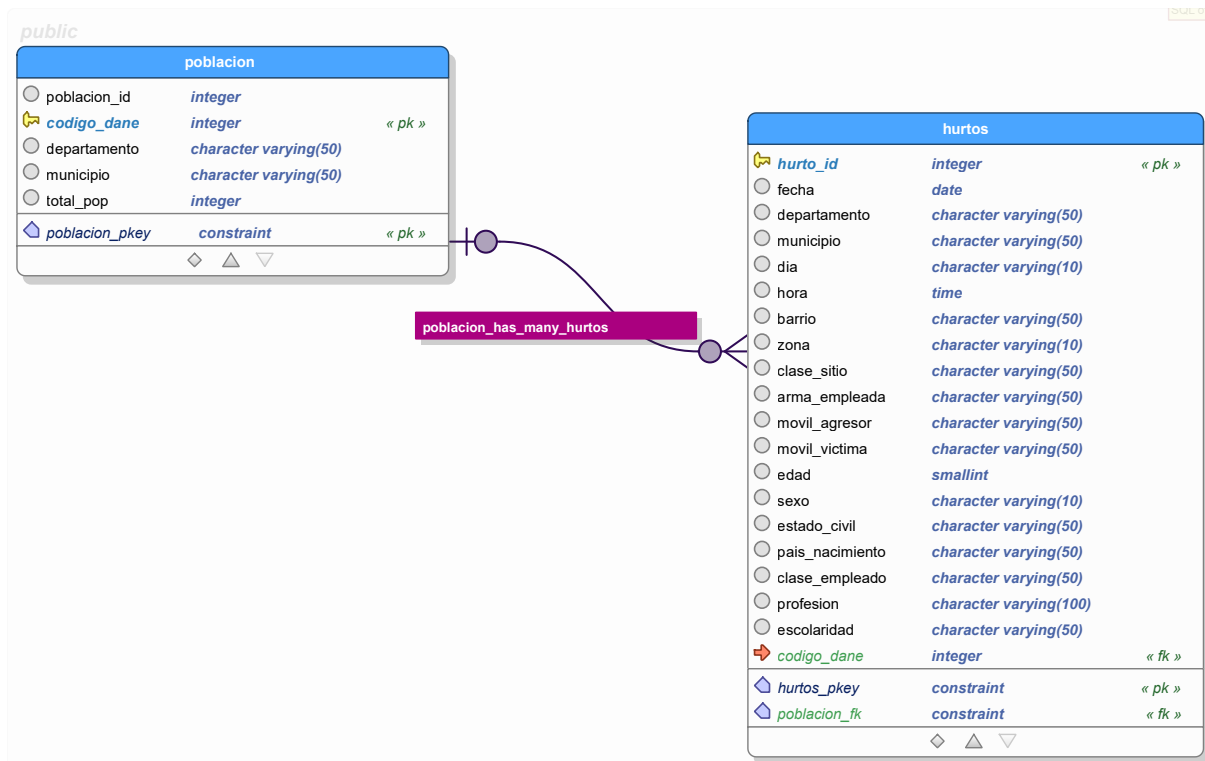 public
poblacion
poblacion_id integer
codigo_dane integer « pk »
departamento character varying(50)
municipio character varying(50)
total_pop integer
poblacion_pkey constraint « pk »
poblacion_has_many_hurtos
hurtos
hurto_id integer « pk »
fecha date
departamento character varying(50)
municipio character varying(50)
dia character varying(10)
hora time
barrio character varying(50)
zona character varying(10)
clase_sitio character varying(50)
arma_empleada character varying(50)
movil_agresor character varying(50)
movil_victima character varying(50)
edad smallint
sexo character varying(10)
estado_civil character varying(50)
pais_nacimiento character varying(50)
clase_empleado character varying(50)
profesion character varying(100)
escolaridad character varying(50)
codigo_dane integer « fk »
hurtos_pkey constraint « pk »
poblacion_fk constraint « fk »